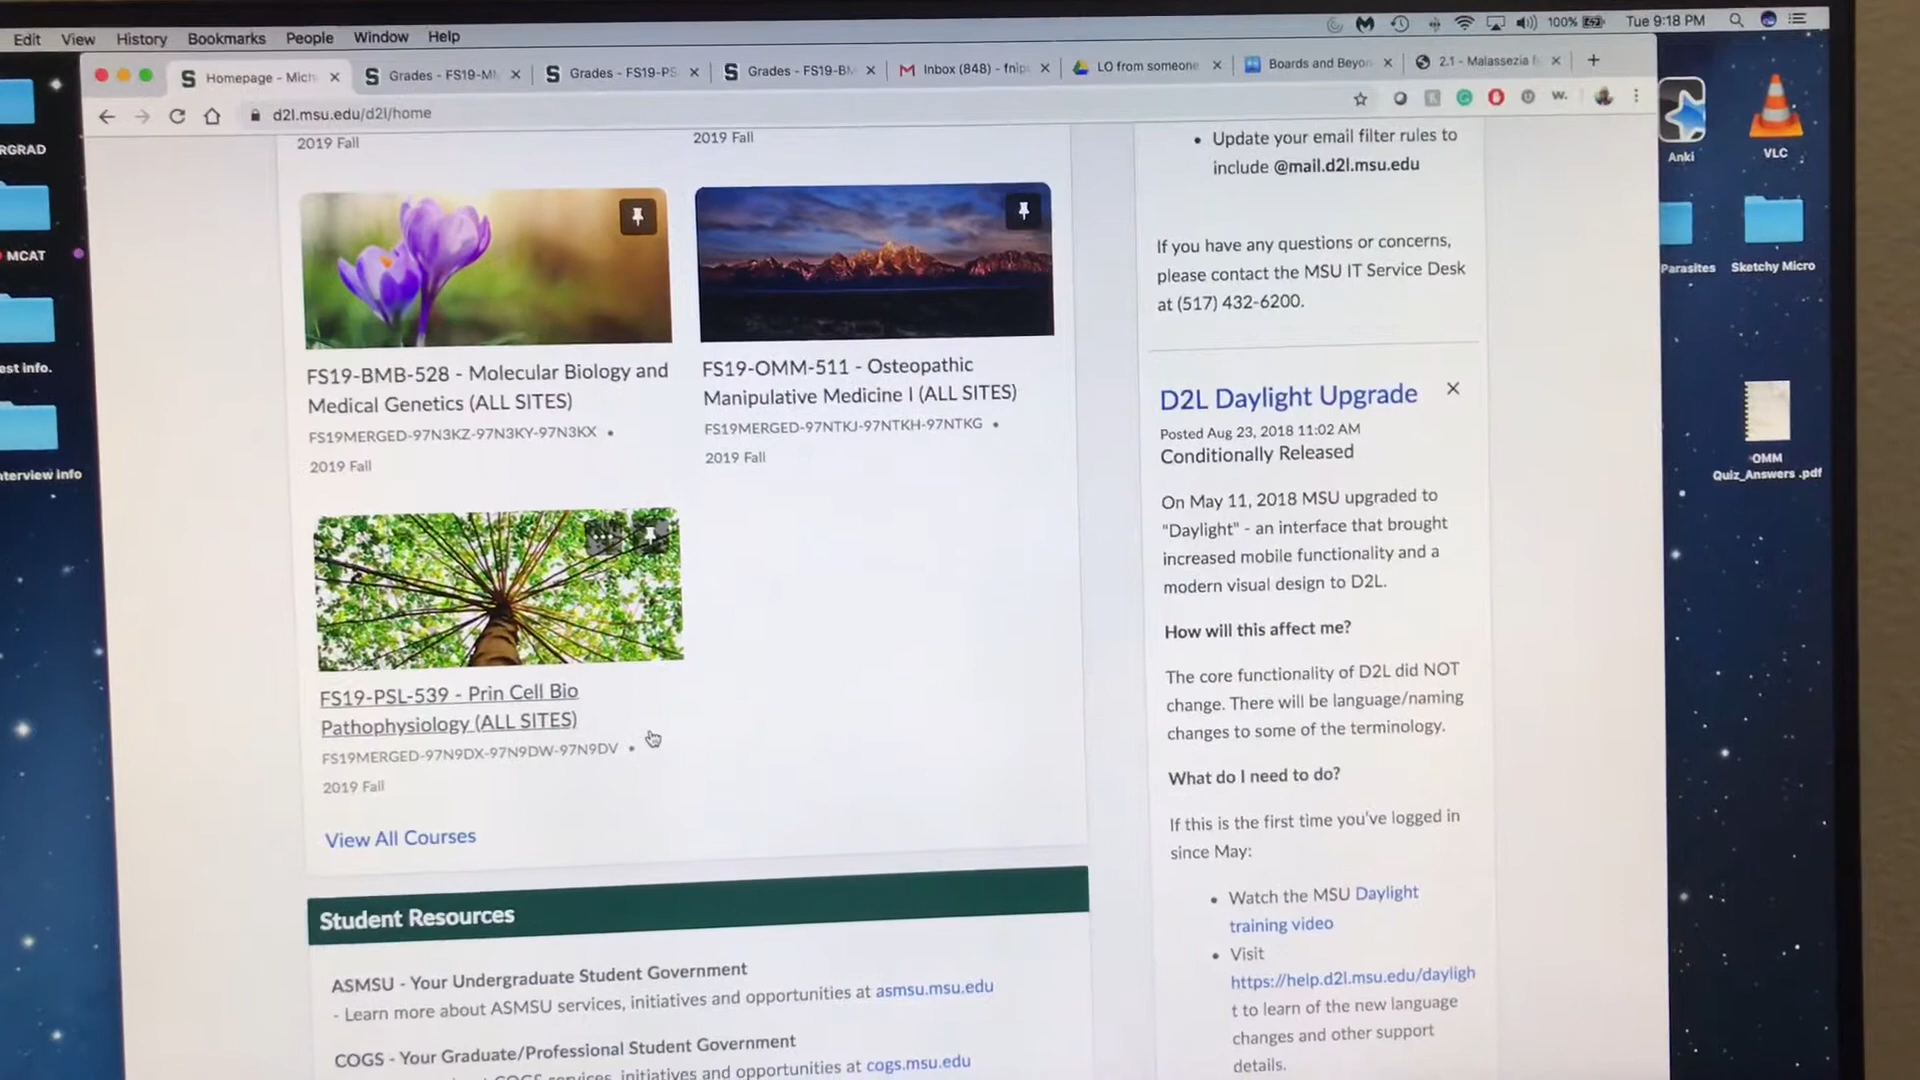 Edit View History Bookmarks People Window Help
100% Tue 9:18 PM
Homepage - Mich
Grades - FS19-M
Grades - FS19-PS
Grades - FS19-BM
Inbox (848) - fnip
LO from someone
Boards and Beyon
2.1 - Malassezia
d2l.msu.edu/d2l/home
RGRAD
MCAT
est info.
nterview info
2019 Fall
2019 Fall
FS19-BMB-528 - Molecular Biology and
Medical Genetics (ALL SITES)
FS19MERGED-97N3KZ-97N3KY-97N3KX •
2019 Fall
FS19-OMM-511 - Osteopathic
Manipulative Medicine I (ALL SITES)
FS19MERGED-97NTKJ-97NTKH-97NTKG •
2019 Fall
FS19-PSL-539 - Prin Cell Bio
Pathophysiology (ALL SITES)
FS19MERGED-97N9DX-97N9DW-97N9DV •
2019 Fall
View All Courses
Student Resources
ASMSU - Your Undergraduate Student Government
- Learn more about ASMSU services, initiatives and opportunities at asmsu.msu.edu
COGS - Your Graduate/Professional Student Government
COGS services, initiatives and opportunities at cogs.msu.edu
• Update your email filter rules to
include @mail.d2l.msu.edu
If you have any questions or concerns,
please contact the MSU IT Service Desk
at (517) 432-6200.
D2L Daylight Upgrade
Posted Aug 23, 2018 11:02 AM
Conditionally Released
On May 11, 2018 MSU upgraded to
"Daylight" - an interface that brought
increased mobile functionality and a
modern visual design to D2L.
How will this affect me?
The core functionality of D2L did NOT
change. There will be language/naming
changes to some of the terminology.
What do I need to do?
If this is the first time you've logged in
since May:
• Watch the MSU Daylight
training video
• Visit
https://help.d2l.msu.edu/dayligh
t to learn of the new language
changes and other support
details.
Anki
VLC
Parasites
Sketchy Micro
OMM
Quiz_Answers .pdf